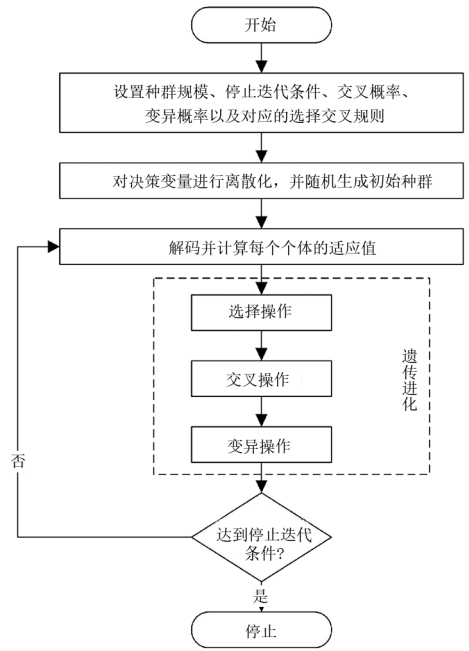 开始
设置种群规模、停止迭代条件、交叉概率、
变异概率以及对应的选择交叉规则
对决策变量进行离散化，并随机生成初始种群
解码并计算每个个体的适应值
选择操作
交叉操作
变异操作
遗传进化
否
达到停止迭代
条件?
是
停止